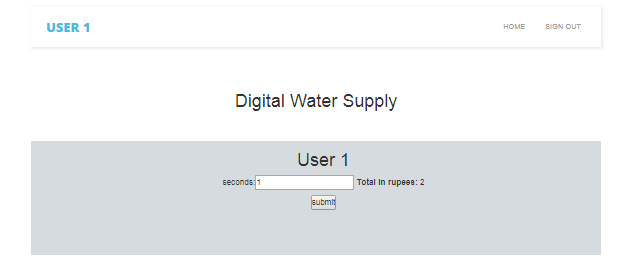 USER 1 HOME SIGN OUT
Digital Water Supply
User 1
seconds:1 Total in rupees: 2
submit